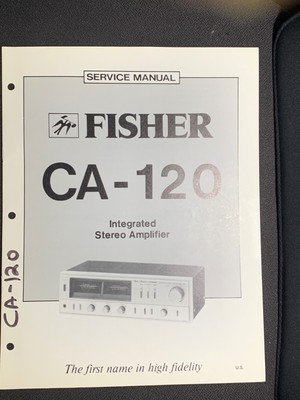 SERVICE MANUAL
FISHER
CA-120
Integrated
Stereo Amplifier
CA-120
The first name in high fidelity